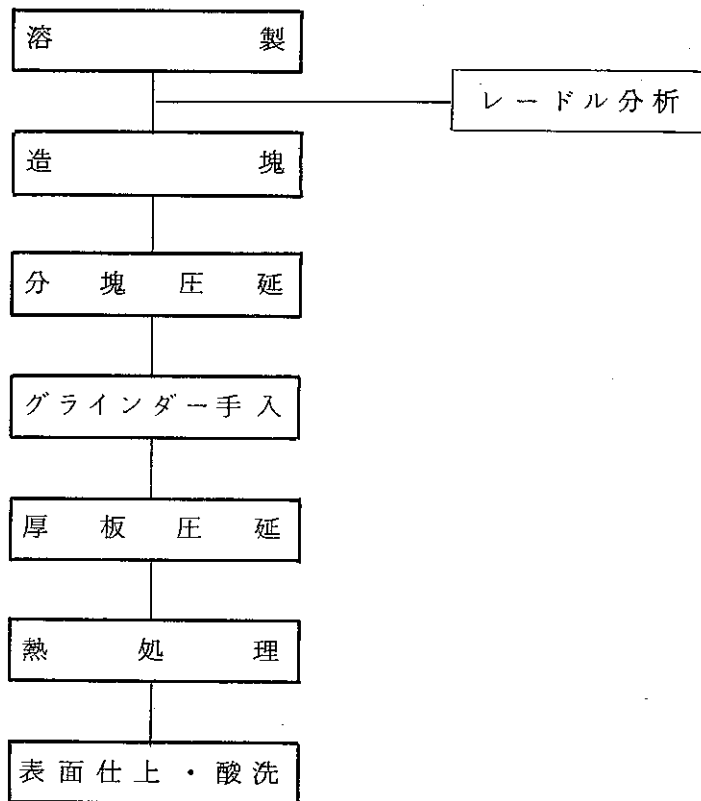 溶製
レードル分析
造塊
分塊圧延
グラインダー手入
厚板圧延
熱処理
表面仕上・酸洗